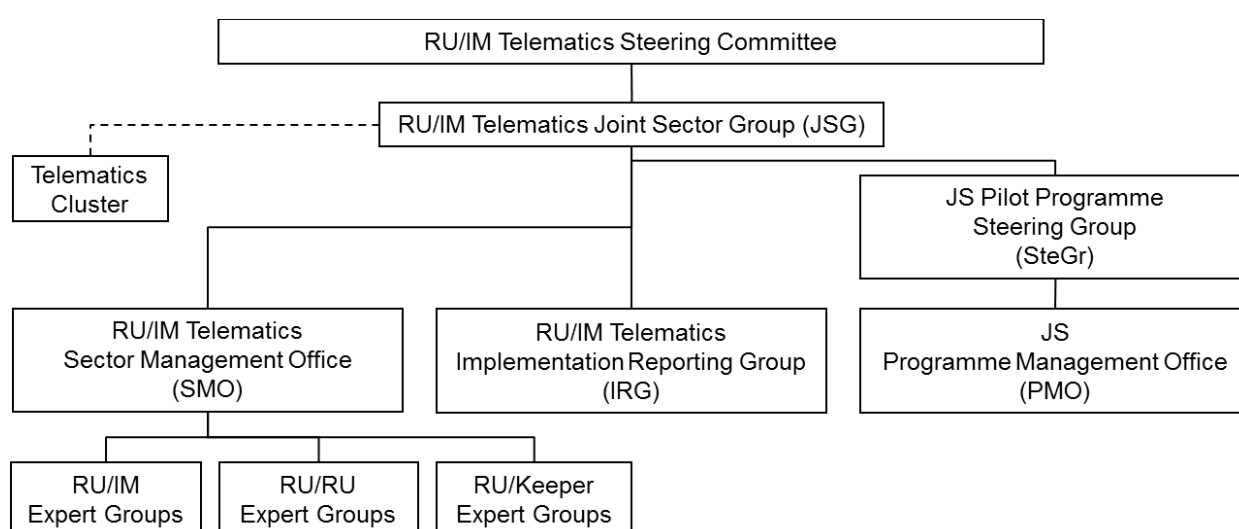 RU/IM Telematics Steering Committee
RU/IM Telematics Joint Sector Group (JSG)
Telematics
Cluster
JS Pilot Programme
Steering Group
(SteGr)
RU/IM Telematics
Sector Management Office
(SMO)
RU/IM Telematics
Implementation Reporting Group
(IRG)
JS
Programme Management Office
(PMO)
RU/IM
Expert Groups
RU/RU
Expert Groups
RU/Keeper
Expert Groups